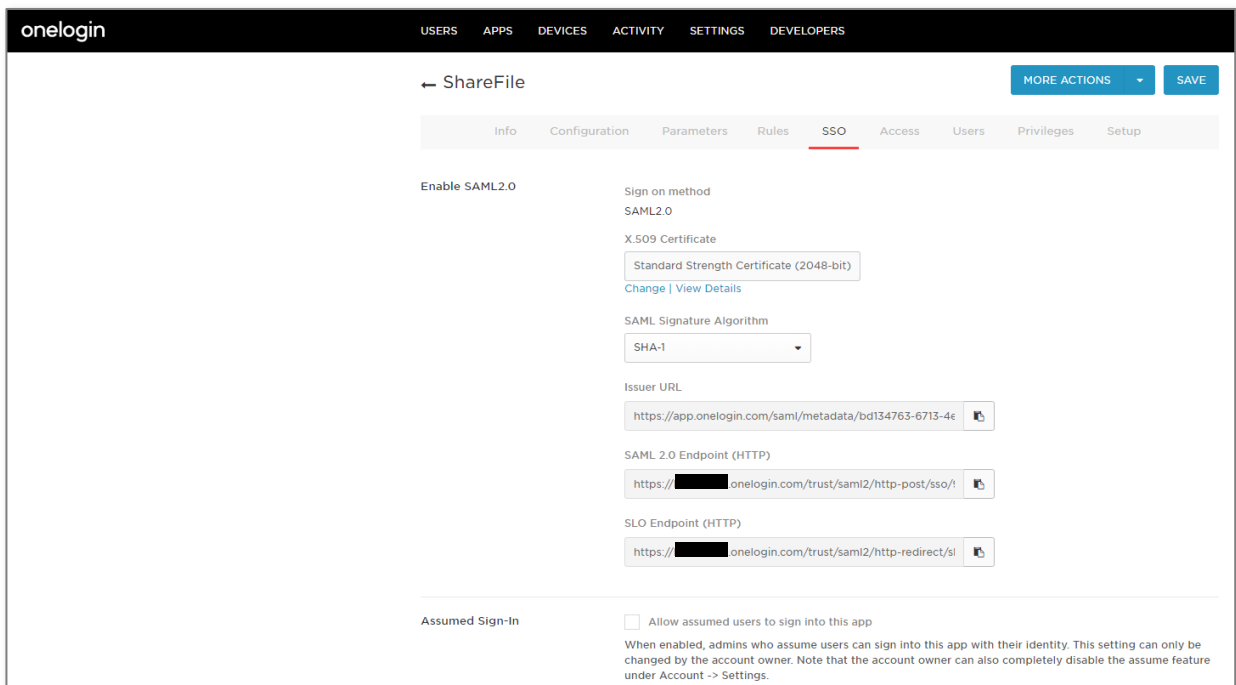 onelogin
USERS APPS DEVICES ACTIVITY SETTINGS DEVELOPERS
← ShareFile
MORE ACTIONS
SAVE
Info Configuration Parameters Rules SSO Access Users Privileges Setup
Enable SAML2.0
Sign on method
SAML2.0
X.509 Certificate
Standard Strength Certificate (2048-bit)
Change | View Details
SAML Signature Algorithm
SHA-1
Issuer URL
https://app.onelogin.com/saml/metadata/bd134763-6713-4e
SAML 2.0 Endpoint (HTTP)
https:// .onelogin.com/trust/saml2/http-post/sso/
SLO Endpoint (HTTP)
https:// .onelogin.com/trust/saml2/http-redirect/sl
Assumed Sign-In
Allow assumed users to sign into this app
When enabled, admins who assume users can sign into this app with their identity. This setting can only be
changed by the account owner. Note that the account owner can also completely disable the assume feature
under Account -> Settings.